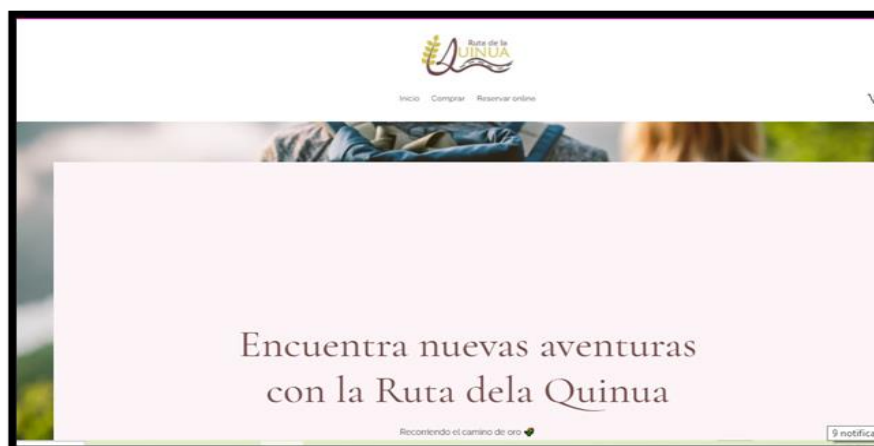 Ruta de la
QUINUA
Inicio Comprar Reservar online
Encuentra nuevas aventuras
con la Ruta dela Quinua
Recorriendo el camino de oro
9 notifica